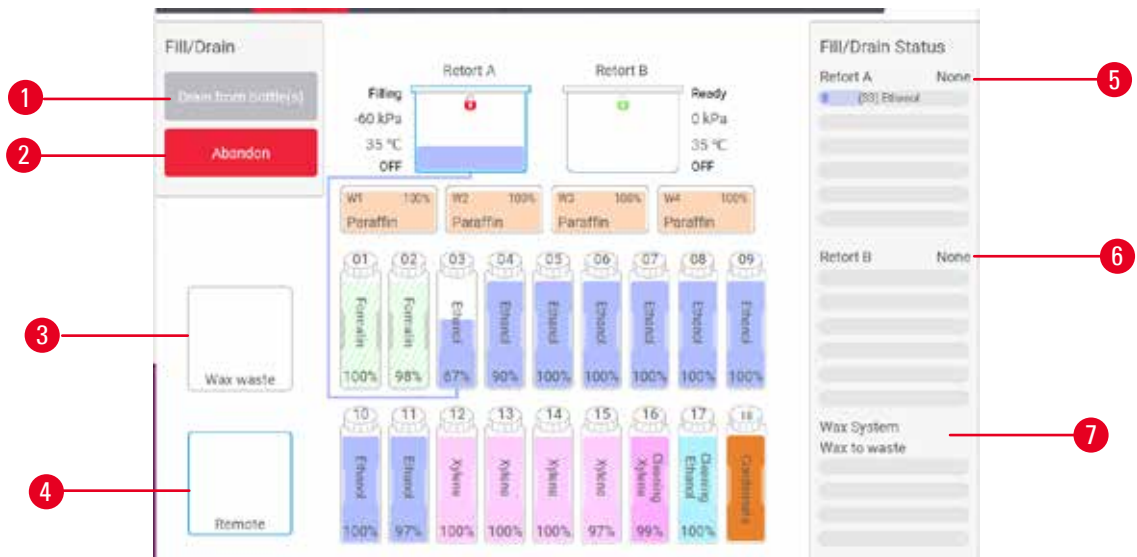 Fill/Drain
Drain from bottle(s)
Abandon
Wax waste
Remote
Retort A
Retort B
Filling
-60 kPa
35 °C
OFF
Ready
0 kPa
35 °C
OFF
W1 100%
Paraffin
W2 100%
Paraffin
W3 100%
Paraffin
W4 100%
Paraffin
01 02 03 04 05 06 07 08 09
Formalin Formalin Ethanol Ethanol Ethanol Ethanol Ethanol Ethanol Ethanol
100% 98% 67% 90% 100% 100% 100% 100% 100%
10 11 12 13 14 15 16 17 18
Ethanol Ethanol Xylene Xylene Xylene Xylene Cleaning Xylene Cleaning Ethanol Condensate
100% 97% 100% 100% 100% 97% 99% 100%
Fill/Drain Status
Retort A None
(S3) Ethanol
Retort B None
Wax System
Wax to waste
1
2
3
4
5
6
7